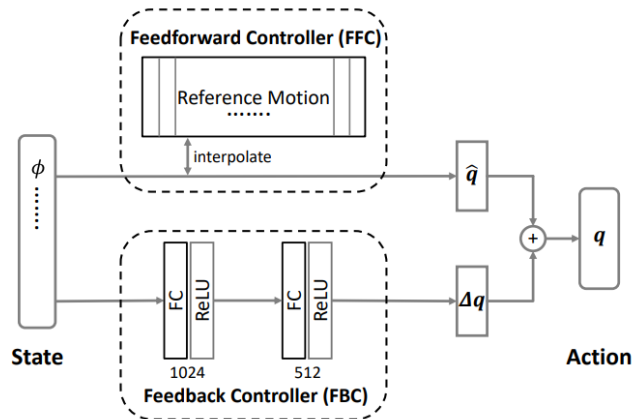 Feedforward Controller (FFC)
Reference Motion
.......
interpolate
ϕ
.......
q̂
+
q
FC
ReLU
FC
ReLU
Δq
State
1024
512
Action
Feedback Controller (FBC)